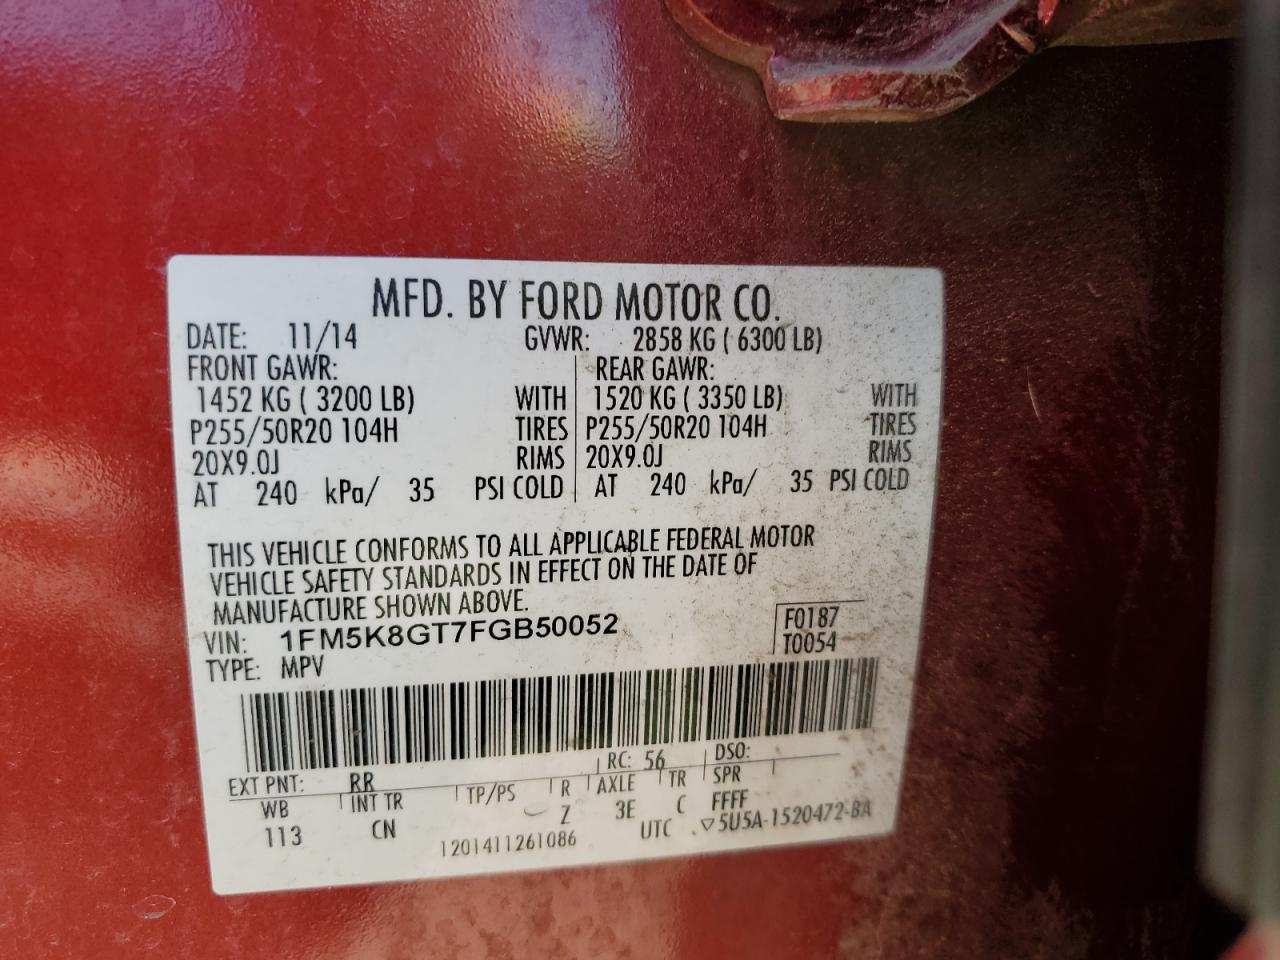 MFD. BY FORD MOTOR CO.
DATE: 11/14 GVWR: 2858 KG ( 6300 LB)
FRONT GAWR: REAR GAWR:
1452 KG ( 3200 LB) WITH 1520 KG ( 3350 LB) WITH
P255/50R20 104H TIRES P255/50R20 104H TIRES
20X9.0J RIMS 20X9.0J RIMS
AT 240 kPa/ 35 PSI COLD AT 240 kPa/ 35 PSI COLD
THIS VEHICLE CONFORMS TO ALL APPLICABLE FEDERAL MOTOR
VEHICLE SAFETY STANDARDS IN EFFECT ON THE DATE OF
MANUFACTURE SHOWN ABOVE.
VIN: 1FM5K8GT7FGB50052 F0187
TYPE: MPV T0054
EXT PNT: RR RC: 56 DSO:
WB INT TR TP/PS R AXLE TR SPR
113 CN Z 3E C FFFF
1201411261086 UTC ▽5U5A-1520472-BA